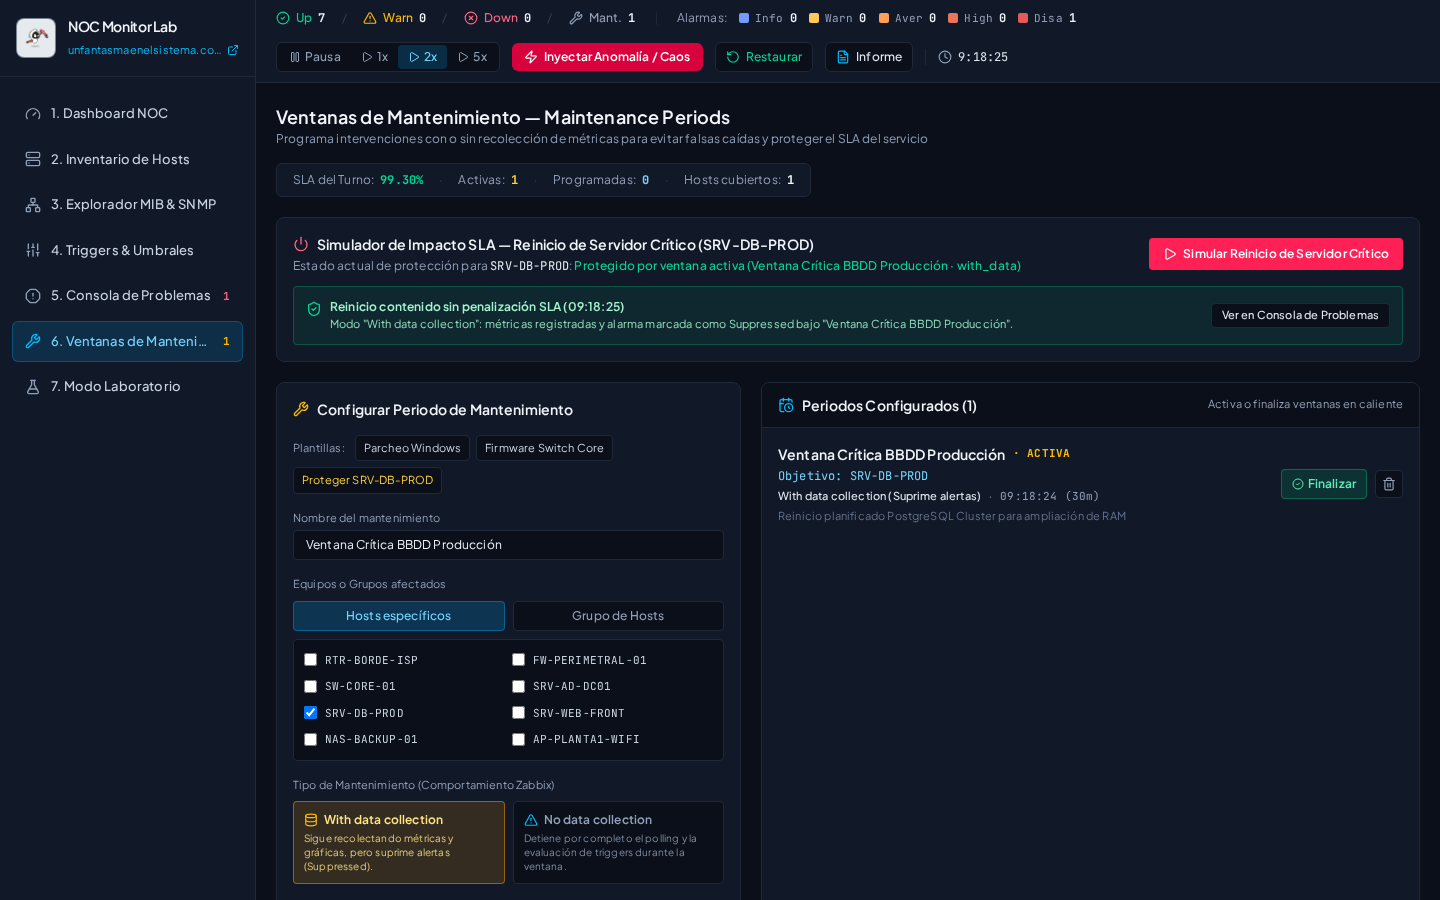 NOC MonitorLab
unfantasmaenelsistema.co...
1. Dashboard NOC
2. Inventario de Hosts
3. Explorador MIB & SNMP
4. Triggers & Umbrales
5. Consola de Problemas 1
6. Ventanas de Manteni... 1
7. Modo Laboratorio
Up 7 / Warn 0 / Down 0 / Mant. 1 Alarmas: Info 0 Warn 0 Aver 0 High 0 Disa 1
Pausa 1x 2x 5x Inyectar Anomalía / Caos Restaurar Informe 9:18:25
Ventanas de Mantenimiento — Maintenance Periods
Programa intervenciones con o sin recolección de métricas para evitar falsas caídas y proteger el SLA del servicio
SLA del Turno: 99.30% · Activas: 1 · Programadas: 0 · Hosts cubiertos: 1
Simulador de Impacto SLA — Reinicio de Servidor Crítico (SRV-DB-PROD)
Estado actual de protección para SRV-DB-PROD: Protegido por ventana activa (Ventana Crítica BBDD Producción · with_data)
Simular Reinicio de Servidor Crítico
Reinicio contenido sin penalización SLA (09:18:25)
Modo "With data collection": métricas registradas y alarma marcada como Suppressed bajo "Ventana Crítica BBDD Producción".
Ver en Consola de Problemas
Configurar Periodo de Mantenimiento
Plantillas: Parcheo Windows Firmware Switch Core
Proteger SRV-DB-PROD
Nombre del mantenimiento
Ventana Crítica BBDD Producción
Equipos o Grupos afectados
Hosts específicos Grupo de Hosts
RTR-BORDE-ISP FW-PERIMETRAL-01
SW-CORE-01 SRV-AD-DC01
SRV-DB-PROD SRV-WEB-FRONT
NAS-BACKUP-01 AP-PLANTA1-WIFI
Tipo de Mantenimiento (Comportamiento Zabbix)
With data collection
Sigue recolectando métricas y
gráficas, pero suprime alertas
(Suppressed).
No data collection
Detiene por completo el polling y la
evaluación de triggers durante la
ventana.
Periodos Configurados (1)
Activa o finaliza ventanas en caliente
Ventana Crítica BBDD Producción · ACTIVA
Objetivo: SRV-DB-PROD
With data collection (Suprime alertas) · 09:18:24 (30m)
Reinicio planificado PostgreSQL Cluster para ampliación de RAM
Finalizar